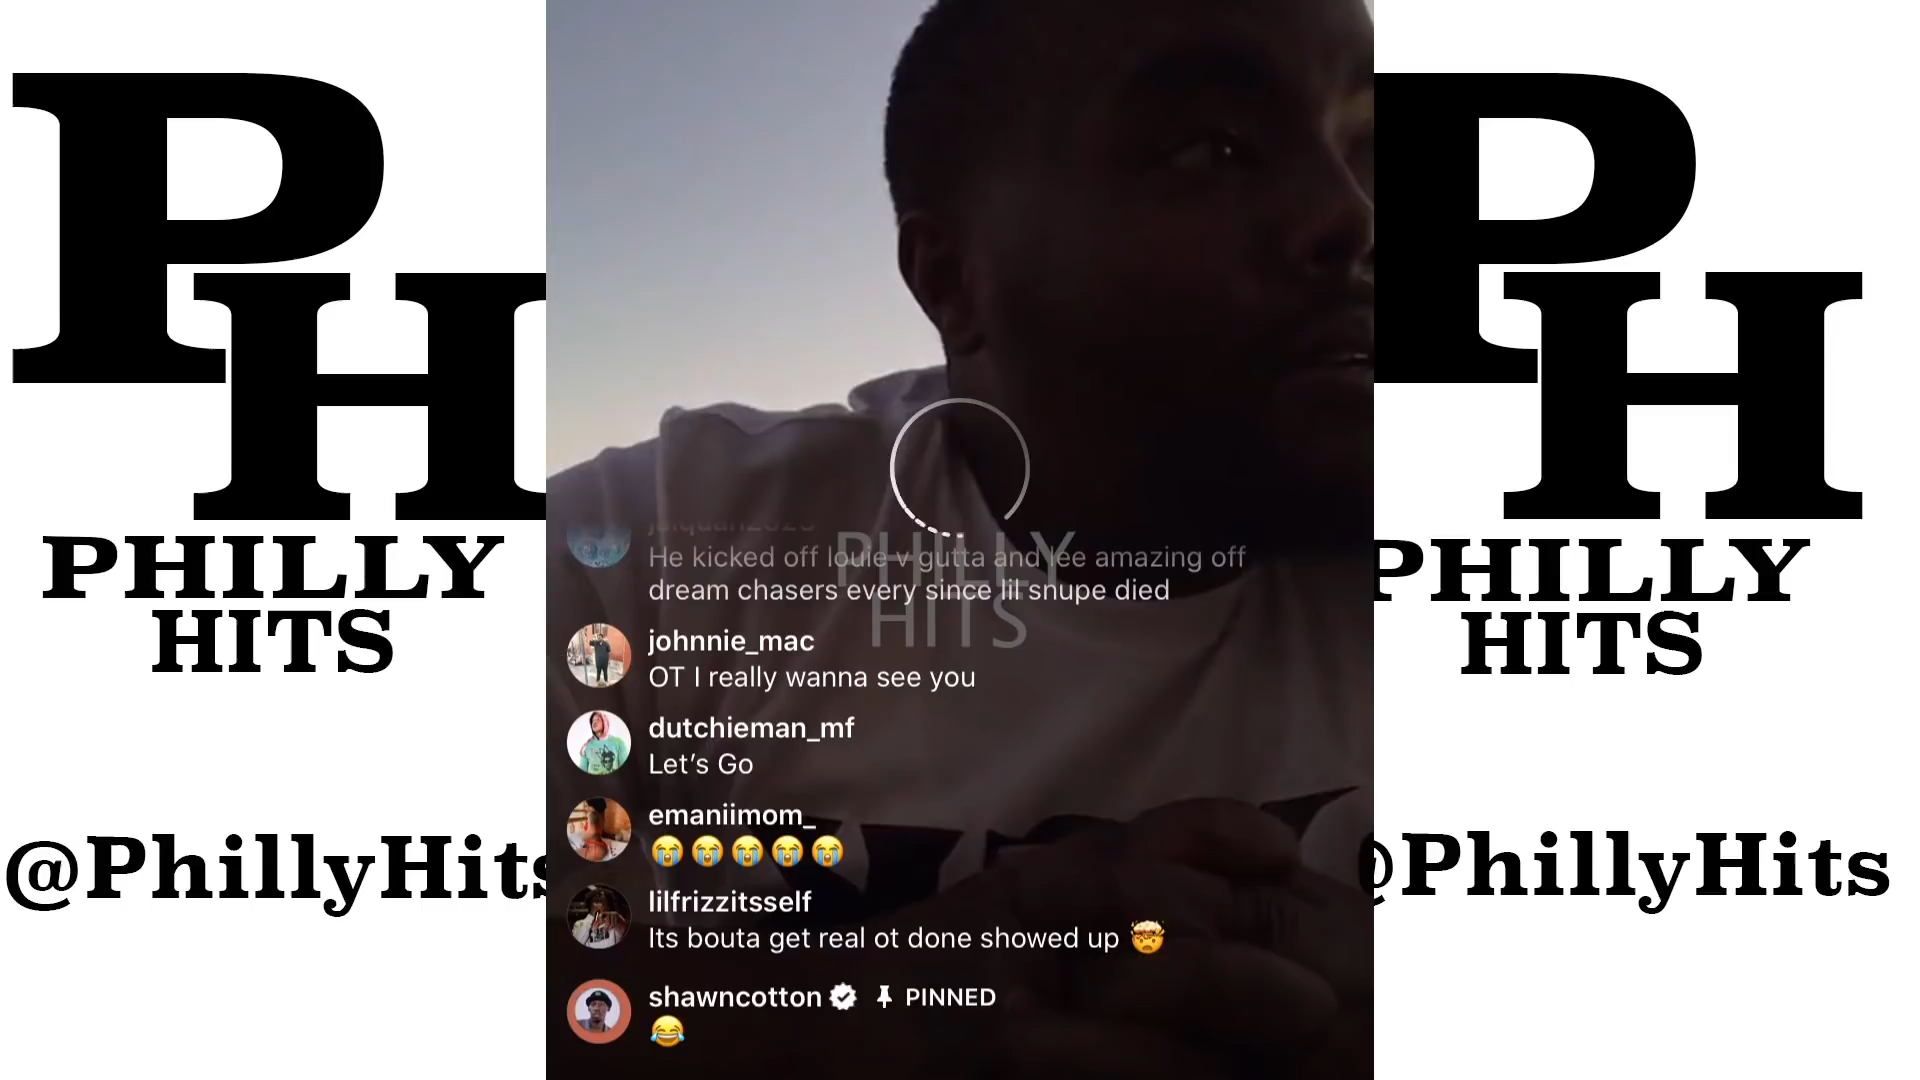 PH
PHILLY
HITS
@PhillyHits
He kicked off louie v gutta and lee amazing off
dream chasers every since lil snupe died
PHILLY
HITS
johnnie_mac
OT I really wanna see you
dutchieman_mf
Let’s Go
emaniimom_
😭😭😭😭😭
lilfrizzitsself
Its bouta get real ot done showed up 🤯
shawncotton PINNED
😂
PH
PHILLY
HITS
@PhillyHits